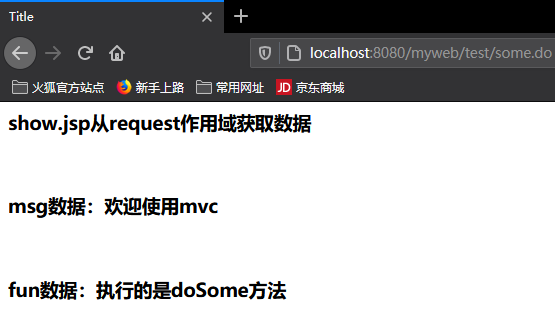 Title
localhost:8080/myweb/test/some.do
火狐官方站点 新手上路 常用网址 JD 京东商城
show.jsp从request作用域获取数据
msg数据：欢迎使用mvc
fun数据：执行的是doSome方法